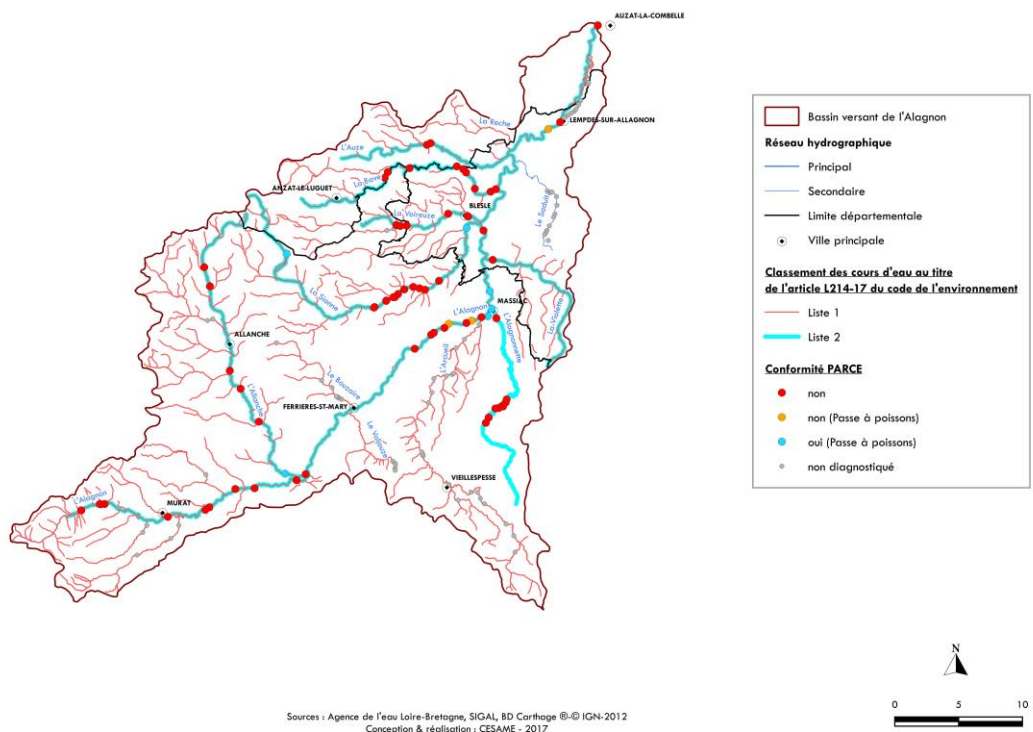 AUZAT-LA-COMBELLE
LEMPDES-SUR-ALLAGNON
La Roche
L'Auze
La Bave
ANZAT-LE-LUGUET
Le Saduit
BLESLE
La Voireuze
La Sianne
MASSIAC
La Violette
L'Alagnon
L'Alagnonnette
ALLANCHE
L'Arcueil
Le Bouzaire
L'Allanche
FERRIERES-ST-MARY
Le Valjouze
VIEILLESPESSE
L'Alagnon
MURAT
Bassin versant de l'Alagnon
Réseau hydrographique
Principal
Secondaire
Limite départementale
Ville principale
Classement des cours d'eau au titre
de l'article L214-17 du code de l'environnement
Liste 1
Liste 2
Conformité PARCE
non
non (Passe à poissons)
oui (Passe à poissons)
non diagnostiqué
N
0 5 10
Sources : Agence de l'eau Loire-Bretagne, SIGAL, BD Carthage ®-© IGN-2012
Conception & réalisation : CESAME - 2017